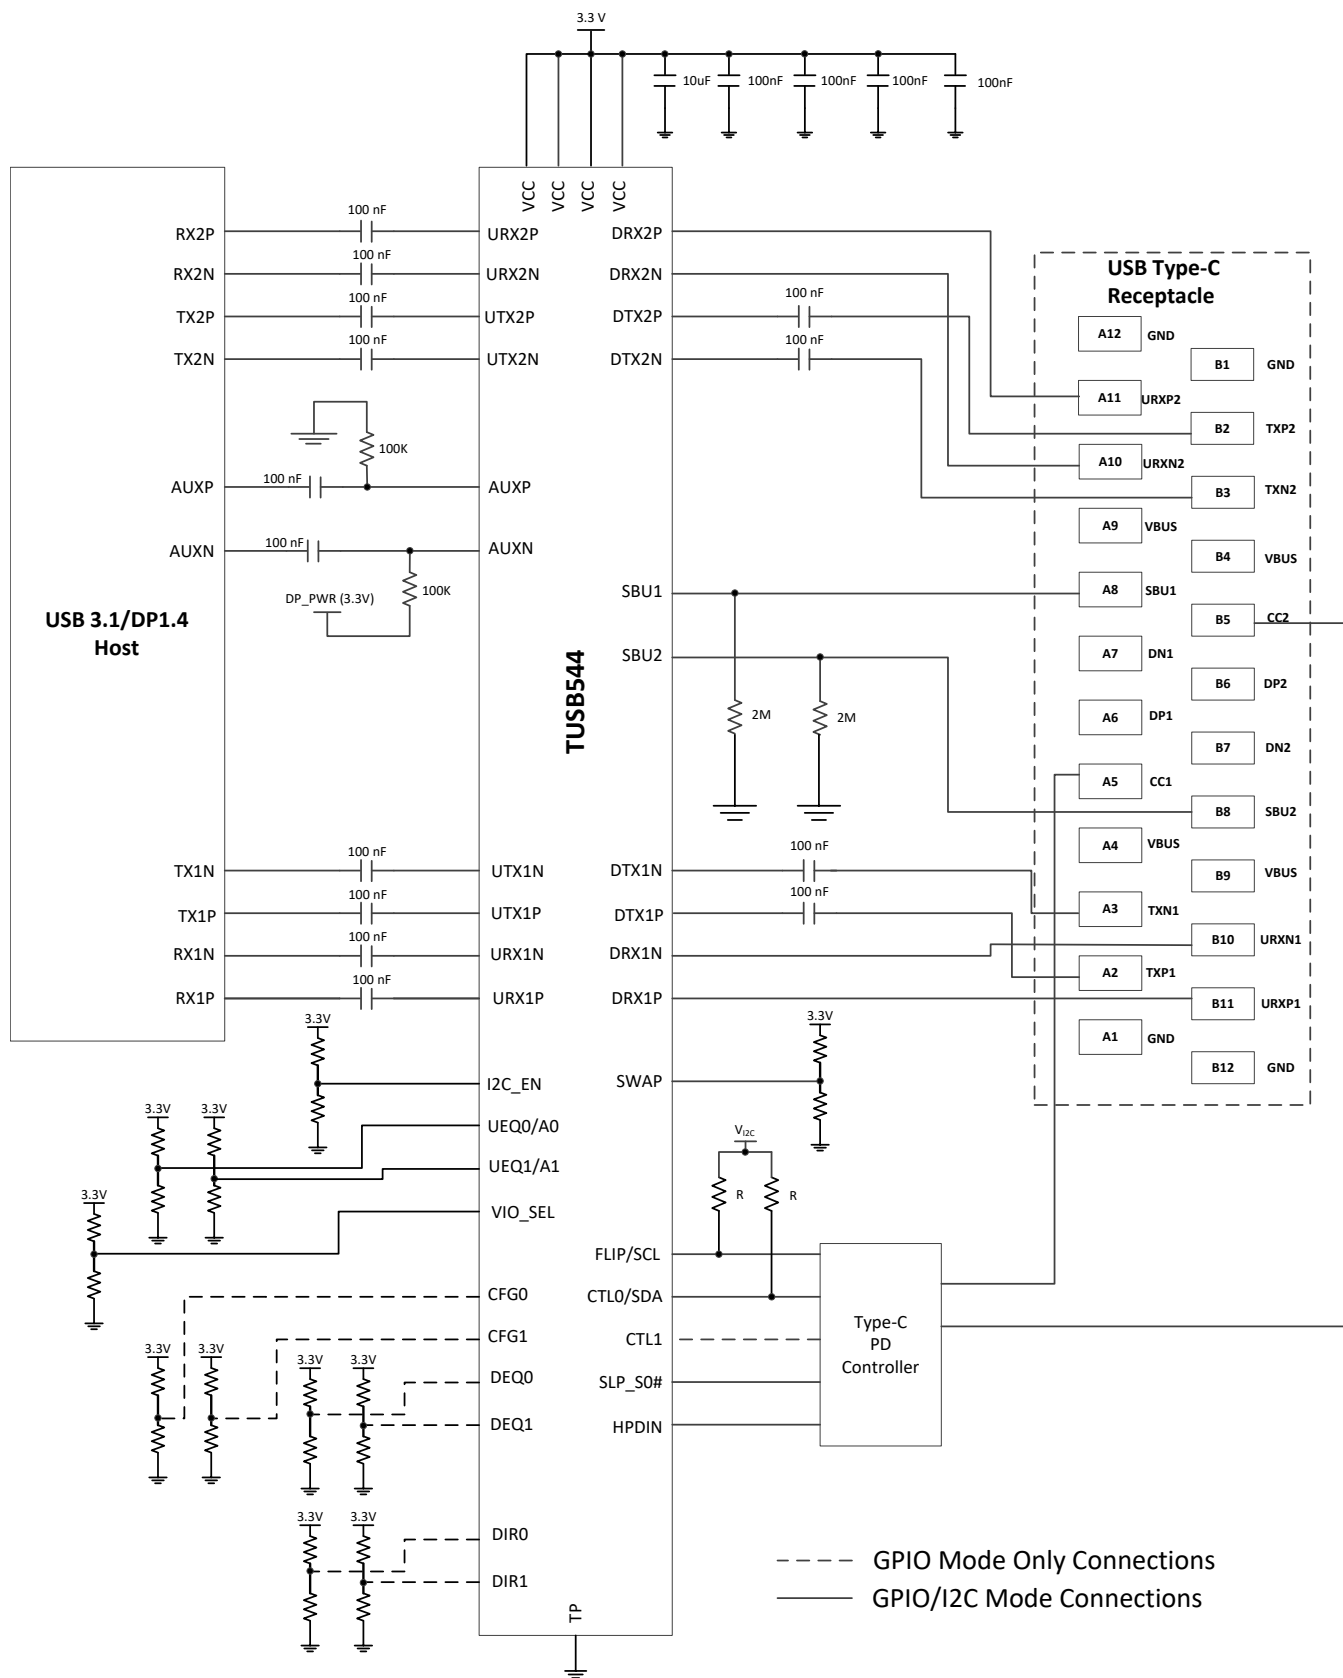 3.3 V
10uF
100nF
100nF
100nF
100nF
VCC
VCC
VCC
VCC
RX2P
100 nF
URX2P
DRX2P
RX2N
100 nF
URX2N
DRX2N
TX2P
100 nF
UTX2P
DTX2P
100 nF
TX2N
100 nF
UTX2N
DTX2N
100 nF
100K
AUXP
100 nF
AUXP
AUXN
100 nF
AUXN
100K
DP_PWR (3.3V)
USB 3.1/DP1.4
Host
TUSB544
SBU1
SBU2
2M
2M
TX1N
100 nF
UTX1N
DTX1N
100 nF
TX1P
100 nF
UTX1P
DTX1P
100 nF
RX1N
100 nF
URX1N
DRX1N
RX1P
100 nF
URX1P
DRX1P
USB Type-C
Receptacle
A12 GND
B1 GND
A11 URXP2
B2 TXP2
A10 URXN2
B3 TXN2
A9 VBUS
B4 VBUS
A8 SBU1
B5 CC2
A7 DN1
B6 DP2
A6 DP1
B7 DN2
A5 CC1
B8 SBU2
A4 VBUS
B9 VBUS
A3 TXN1
B10 URXN1
A2 TXP1
B11 URXP1
A1 GND
B12 GND
3.3V
I2C_EN
3.3V
SWAP
3.3V
3.3V
UEQ0/A0
UEQ1/A1
3.3V
VIO_SEL
VI2C
R
R
FLIP/SCL
CFG0
CTL0/SDA
CFG1
CTL1
3.3V
3.3V
3.3V
3.3V
DEQ0
SLP_S0#
DEQ1
HPDIN
Type-C
PD
Controller
3.3V
3.3V
DIR0
DIR1
TP
GPIO Mode Only Connections
GPIO/I2C Mode Connections